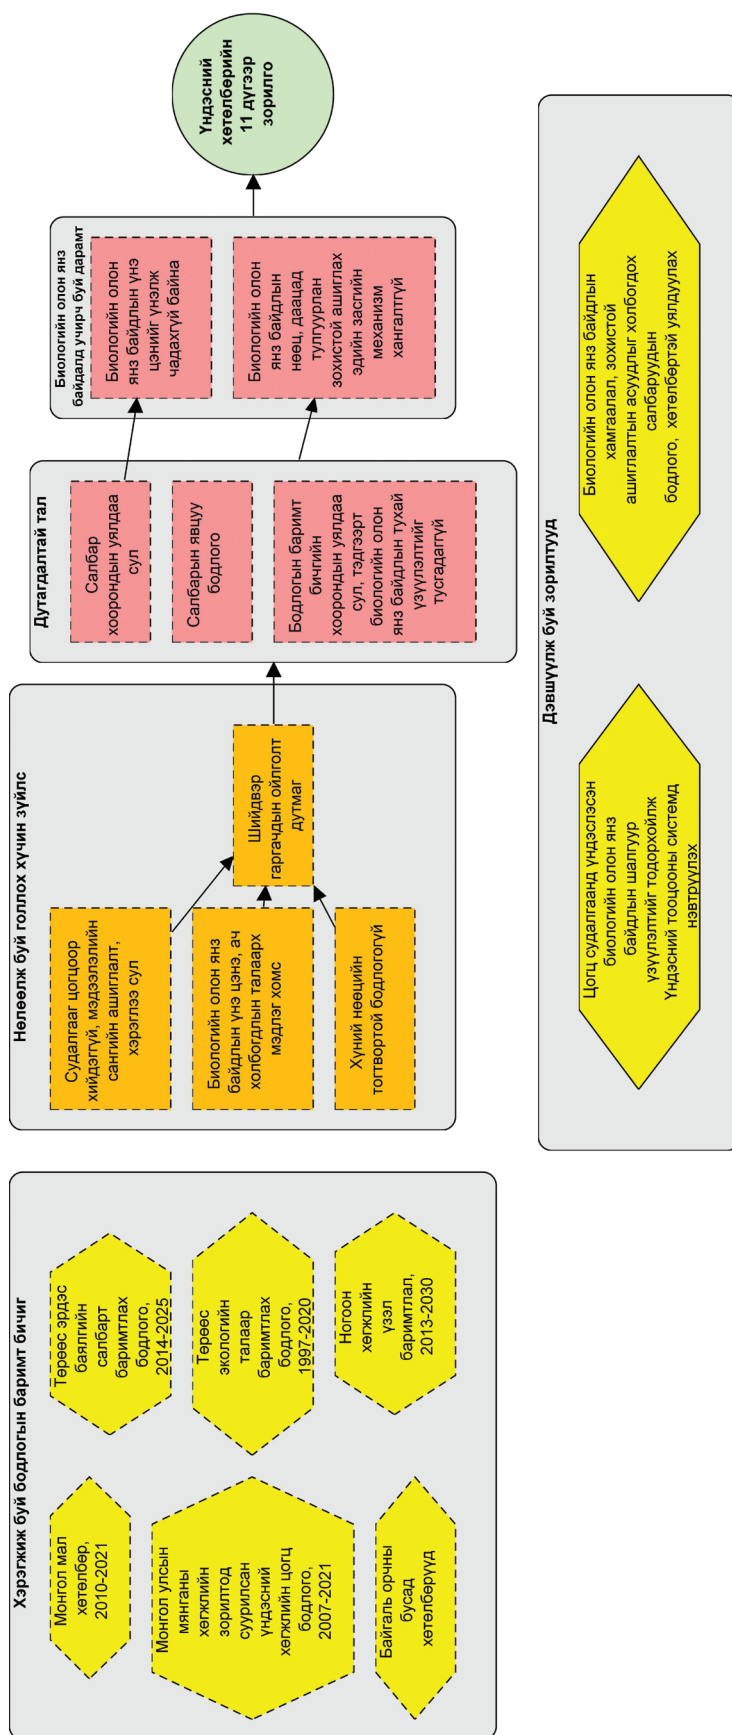 Хэрэгжиж буй бодлогын баримт бичиг
Монгол мал
хөтөлбөр,
2010-2021
Монгол улсын
мянганы
хөгжлийн
зорилтод
суурилсан
үндэсний
хөгжлийн цогц
бодлого,
2007-2021
Байгаль орчны
бусад
хөтөлбөрүүд
Төрөөс эрдэс
баялгийн
салбарт
баримтлах
бодлого,
2014-2025
Төрөөс
экологийн
талаар
баримтлах
бодлого,
1997-2020
Ногоон
хөгжлийн
үзэл
баримтлал,
2013-2030
Нөлөөлж буй голлох хүчин зүйлс
Судалгааг цогцоор
хийдэггүй, мэдээлэлийн
сангийн ашиглалт,
хэрэглээ сул
Биологийн олон янз
байдлын үнэ цэнэ, ач
холбогдлын талаарх
мэдлэг хомс
Хүний нөөцийн
тогтвортой бодлогогүй
Шийдвэр
гаргачдын ойлголт
дутмаг
Дутагдалтай тал
Салбар
хоорондын уялдаа
сул
Салбарын явцуу
бодлого
Бодлогын баримт
бичгийн
хоорондын уялдаа
сул, тэдгээрт
биологийн олон
янз байдлын тухай
үзүүлэлтийг
тусгадаггүй
Биологийн олон янз
байдалд учирч буй дарамт
Биологийн олон
янз байдлын үнэ
цэнийг үнэлж
чадахгүй байна
Биологийн олон
янз байдлын
нөөц, даацад
тулгуурлан
зохистой ашиглах
эдийн засгийн
механизм
хангалтгүй
Үндэсний
хөтөлбөрийн
11 дүгээр
зорилго
Дэвшүүлж буй зорилтууд
Цогц судалгаанд үндэслэсэн
биологийн олон янз
байдлын шалгуур
үзүүлэлтийг тодорхойлж
Үндэсний тооцооны системд
нэвтрүүлэх
Биологийн олон янз байдлын
хамгаалал, зохистой
ашиглалтын асуудлыг холбогдох
салбаруудын
бодлого, хөтөлбөртэй уялдуулах